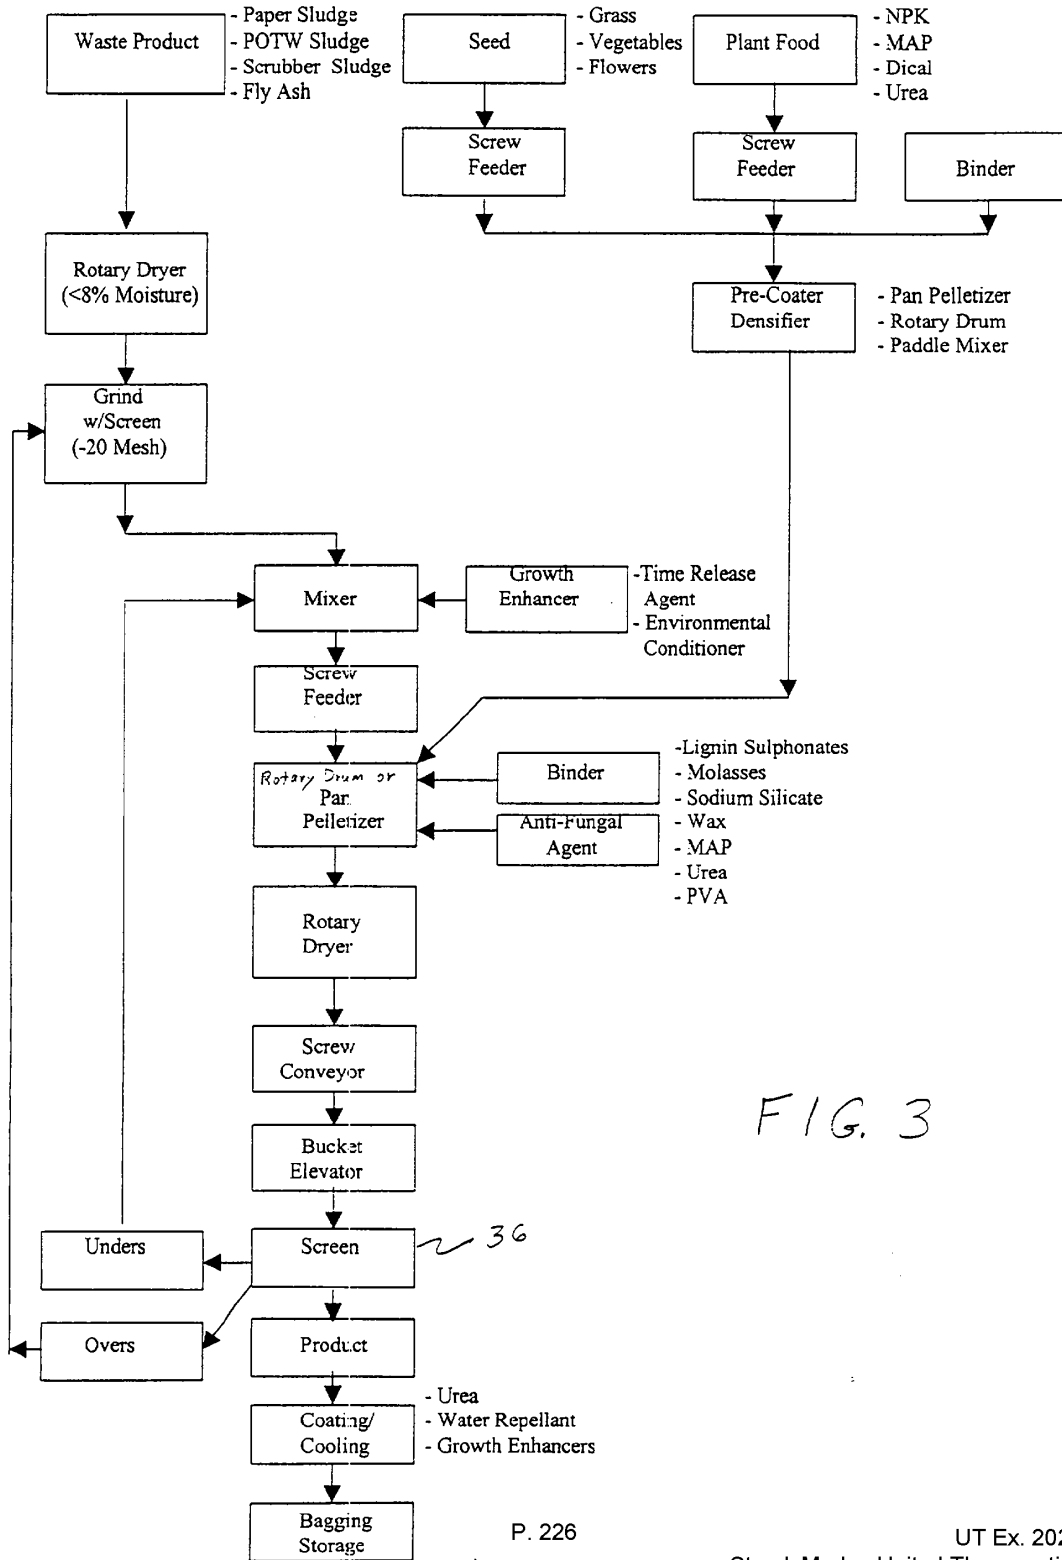 Waste Product
- Paper Sludge
- POTW Sludge
- Scrubber Sludge
- Fly Ash
Seed
- Grass
- Vegetables
- Flowers
Plant Food
- NPK
- MAP
- Dical
- Urea
Screw
Feeder
Screw
Feeder
Binder
Rotary Dryer
(<8% Moisture)
Pre-Coater
Densifier
- Pan Pelletizer
- Rotary Drum
- Paddle Mixer
Grind
w/Screen
(-20 Mesh)
Mixer
Growth
Enhancer
-Time Release
Agent
- Environmental
Conditioner
Screw
Feeder
Rotary Drum or
Pan
Pelletizer
Binder
-Lignin Sulphonates
- Molasses
- Sodium Silicate
- Wax
- MAP
- Urea
- PVA
Anti-Fungal
Agent
Rotary
Dryer
Screw
Conveyor
FIG. 3
Bucket
Elevator
Unders
Screen
36
Overs
Product
Coating/
Cooling
- Urea
- Water Repellant
- Growth Enhancers
Bagging
Storage
P. 226
UT Ex. 202